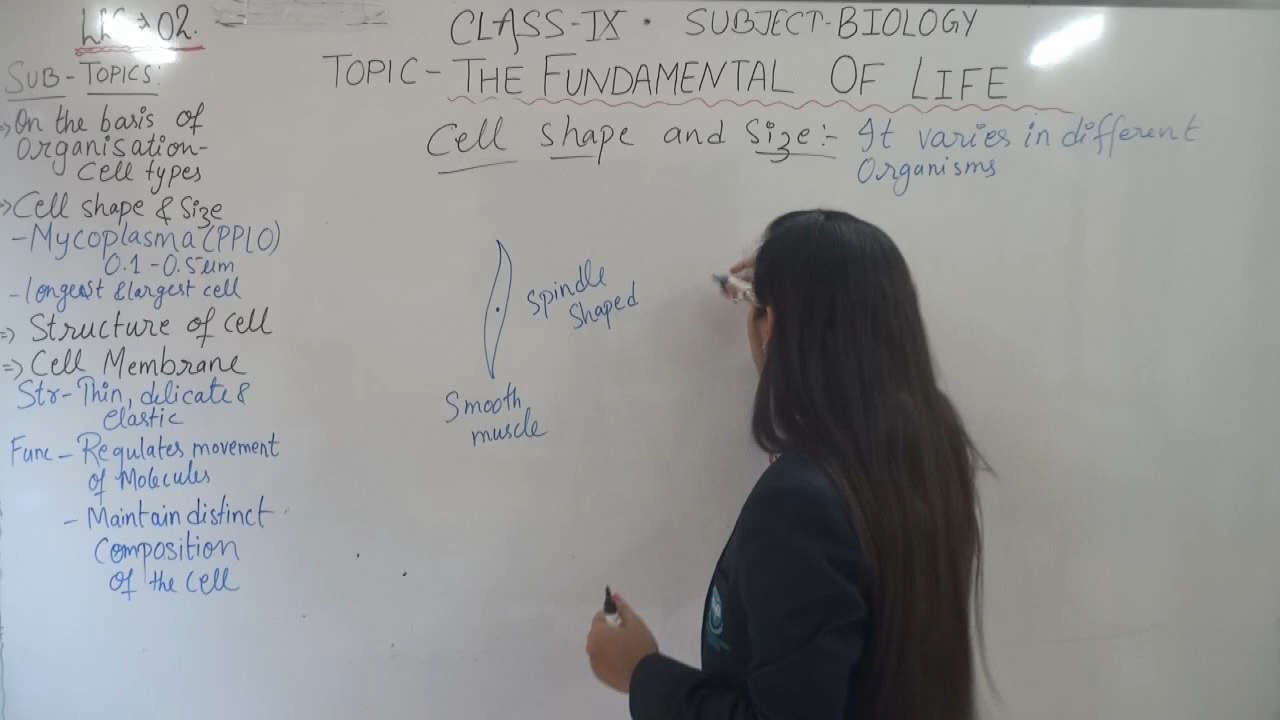 LEC → 02.
CLASS-IX · SUBJECT-BIOLOGY
TOPIC - THE FUNDAMENTAL OF LIFE
SUB-TOPICS:
⇒ On the basis of
Organisation-
Cell types
⇒ Cell shape & Size
- Mycoplasma (PPLO)
0.1 - 0.5 um
- longest & largest cell
⇒ Structure of cell
⇒ Cell Membrane
Str- Thin, delicate &
elastic
Func - Regulates movement
of Molecules
- Maintain distinct
Composition
of the Cell
Cell shape and Size:- It varies in different
Organisms
Spindle
Shaped
Smooth
muscle